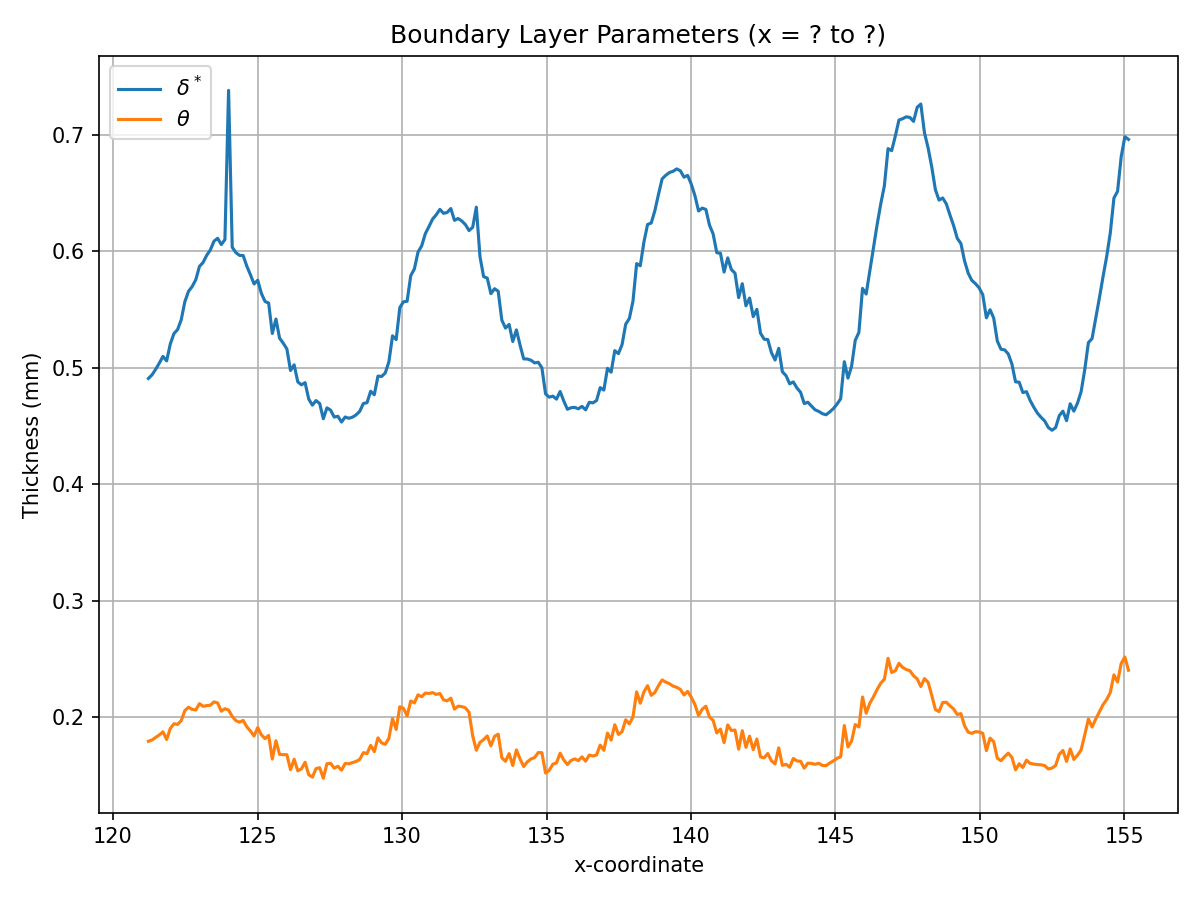 Boundary Layer Parameters (x = ? to ?)
δ*
θ
Thickness (mm)
0.7
0.6
0.5
0.4
0.3
0.2
120 125 130 135 140 145 150 155
x-coordinate